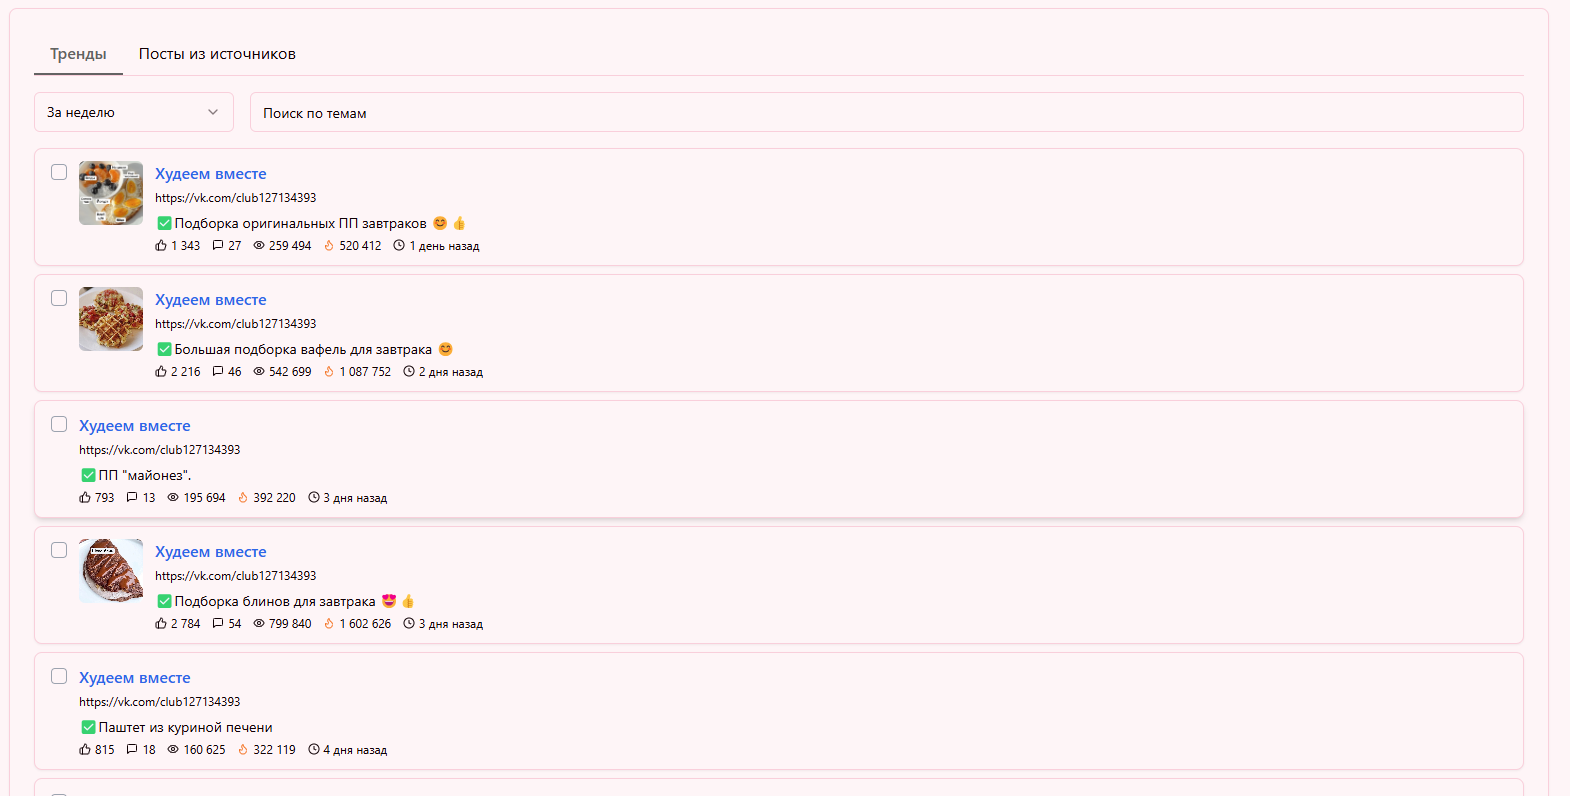 Тренды
Посты из источников
За неделю
Поиск по темам
Худеем вместе
https://vk.com/club127134393
✅Подборка оригинальных ПП завтраков 😊 👍
1 343 27 259 494 520 412 1 день назад
Худеем вместе
https://vk.com/club127134393
✅Большая подборка вафель для завтрака 😊
2 216 46 542 699 1 087 752 2 дня назад
Худеем вместе
https://vk.com/club127134393
✅ПП "майонез".
793 13 195 694 392 220 3 дня назад
Худеем вместе
https://vk.com/club127134393
✅Подборка блинов для завтрака 😍 👍
2 784 54 799 840 1 602 626 3 дня назад
Худеем вместе
https://vk.com/club127134393
✅Паштет из куриной печени
815 18 160 625 322 119 4 дня назад